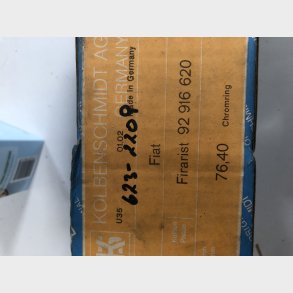 KOLBENSCHMIDT AG
GERMANY
U35
01.02
Made in Germany
623-2209
Fiat
Firarist 92 916 620
76,40
Chromring
KS